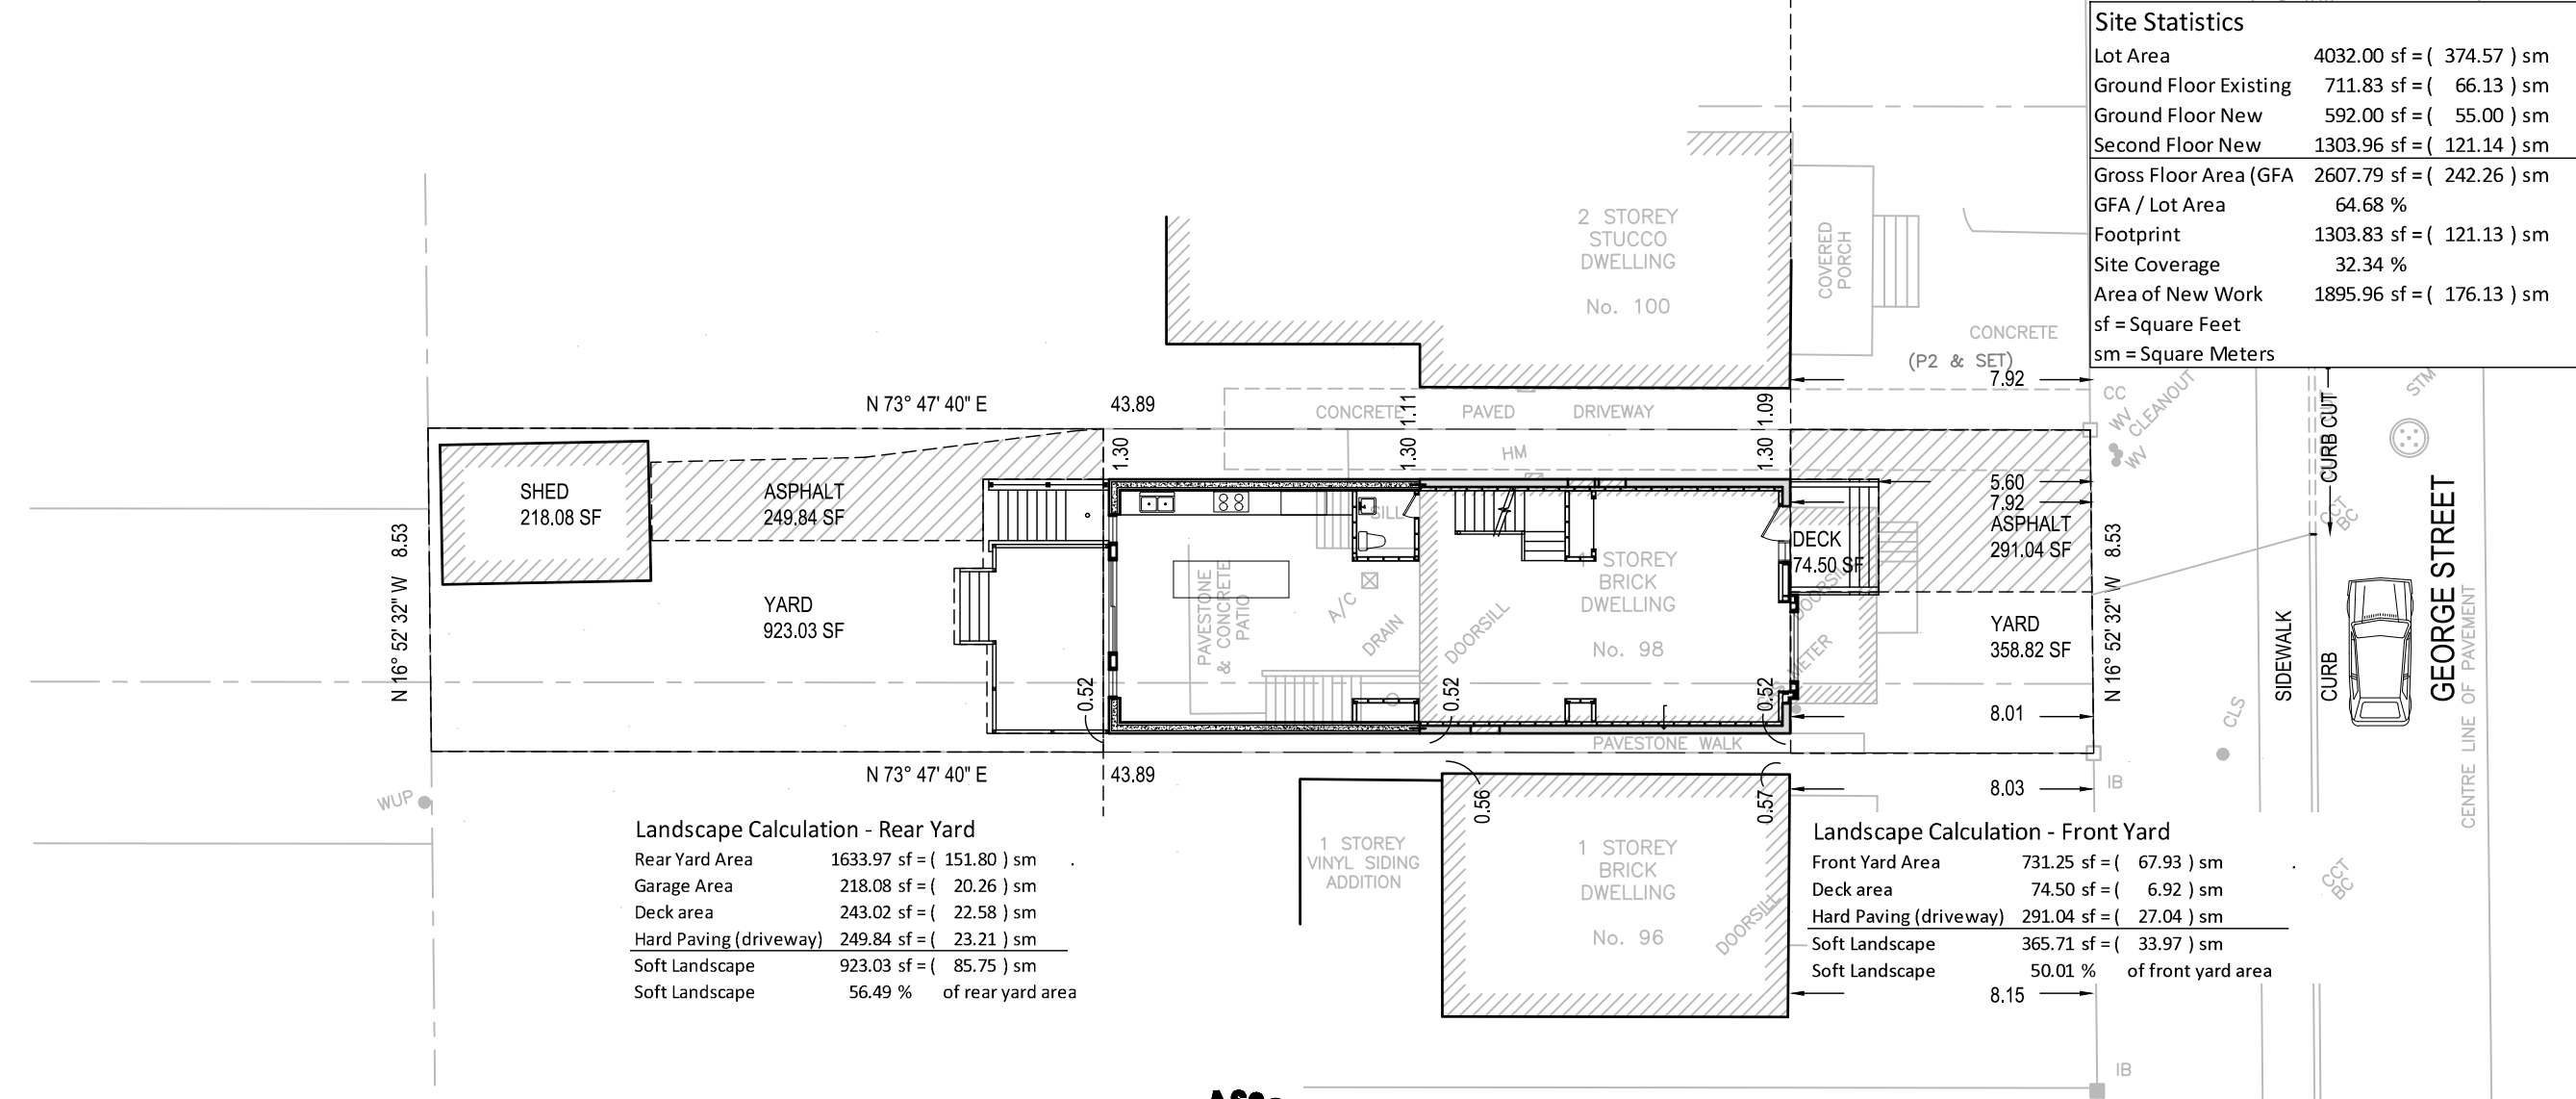 Site Statistics
Lot Area 4032.00 sf = ( 374.57 ) sm
Ground Floor Existing 711.83 sf = ( 66.13 ) sm
Ground Floor New 592.00 sf = ( 55.00 ) sm
Second Floor New 1303.96 sf = ( 121.14 ) sm
Gross Floor Area (GFA 2607.79 sf = ( 242.26 ) sm
GFA / Lot Area 64.68 %
Footprint 1303.83 sf = ( 121.13 ) sm
Site Coverage 32.34 %
Area of New Work 1895.96 sf = ( 176.13 ) sm
sf = Square Feet
sm = Square Meters
2 STOREY
STUCCO
DWELLING
No. 100
COVERED
PORCH
CONCRETE
(P2 & SET)
7.92
N 73° 47' 40" E
43.89
CONCRETE PAVED DRIVEWAY
1.11
1.09
1.30
1.30
1.30
HM
CC
WV
CLEANOUT
WV
CURB CUT
STM
SHED
218.08 SF
ASPHALT
249.84 SF
YARD
923.03 SF
N 16° 52' 32" W 8.53
SILL
PAVESTONE
& CONCRETE
PATIO
A/C
DRAIN
DOORSILL
STOREY
BRICK
DWELLING
No. 98
DECK
74.50 SF
DOORSILL
METER
5.60
7.92
ASPHALT
291.04 SF
YARD
358.82 SF
N 16° 52' 32" W 8.53
CCT
BC
GEORGE STREET
CENTRE LINE OF PAVEMENT
SIDEWALK
CURB
CLS
0.52
0.52
0.52
8.01
PAVESTONE WALK
N 73° 47' 40" E
43.89
8.03
IB
WUP
0.56
0.57
1 STOREY
VINYL SIDING
ADDITION
1 STOREY
BRICK
DWELLING
No. 96
DOORSILL
Landscape Calculation - Rear Yard
Rear Yard Area 1633.97 sf = ( 151.80 ) sm
Garage Area 218.08 sf = ( 20.26 ) sm
Deck area 243.02 sf = ( 22.58 ) sm
Hard Paving (driveway) 249.84 sf = ( 23.21 ) sm
Soft Landscape 923.03 sf = ( 85.75 ) sm
Soft Landscape 56.49 % of rear yard area
Landscape Calculation - Front Yard
Front Yard Area 731.25 sf = ( 67.93 ) sm
Deck area 74.50 sf = ( 6.92 ) sm
Hard Paving (driveway) 291.04 sf = ( 27.04 ) sm
Soft Landscape 365.71 sf = ( 33.97 ) sm
Soft Landscape 50.01 % of front yard area
8.15
CCT
BC
IB